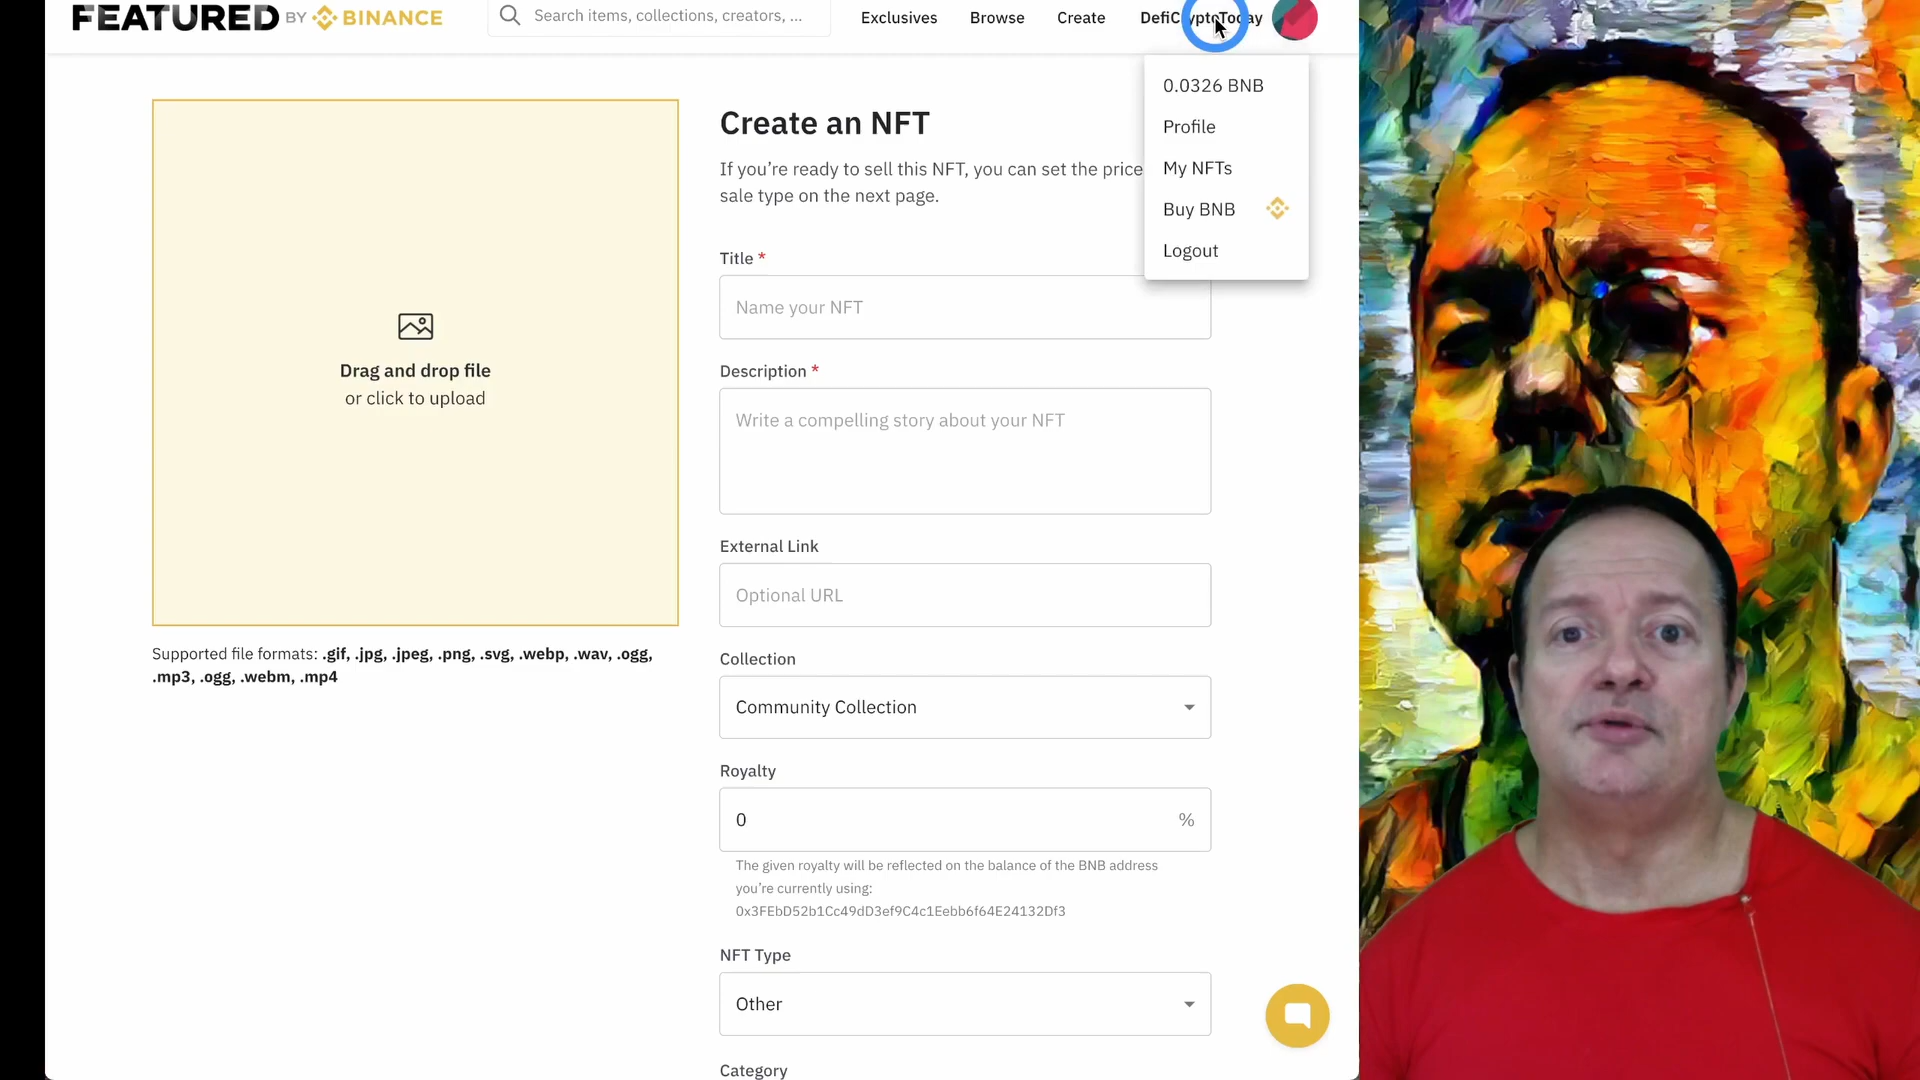 FEATURED BY BINANCE
Search items, collections, creators, ...
Exclusives
Browse
Create
DefiCryptoToday
0.0326 BNB
Profile
My NFTs
Buy BNB
Logout
Create an NFT
If you're ready to sell this NFT, you can set the price
sale type on the next page.
Drag and drop file
or click to upload
Supported file formats: .gif, .jpg, .jpeg, .png, .svg, .webp, .wav, .ogg,
.mp3, .ogg, .webm, .mp4
Title *
Name your NFT
Description *
Write a compelling story about your NFT
External Link
Optional URL
Collection
Community Collection
Royalty
0 %
The given royalty will be reflected on the balance of the BNB address
you're currently using:
0x3FEbD52b1Cc49dD3ef9C4c1Eebb6f64E24132Df3
NFT Type
Other
Category